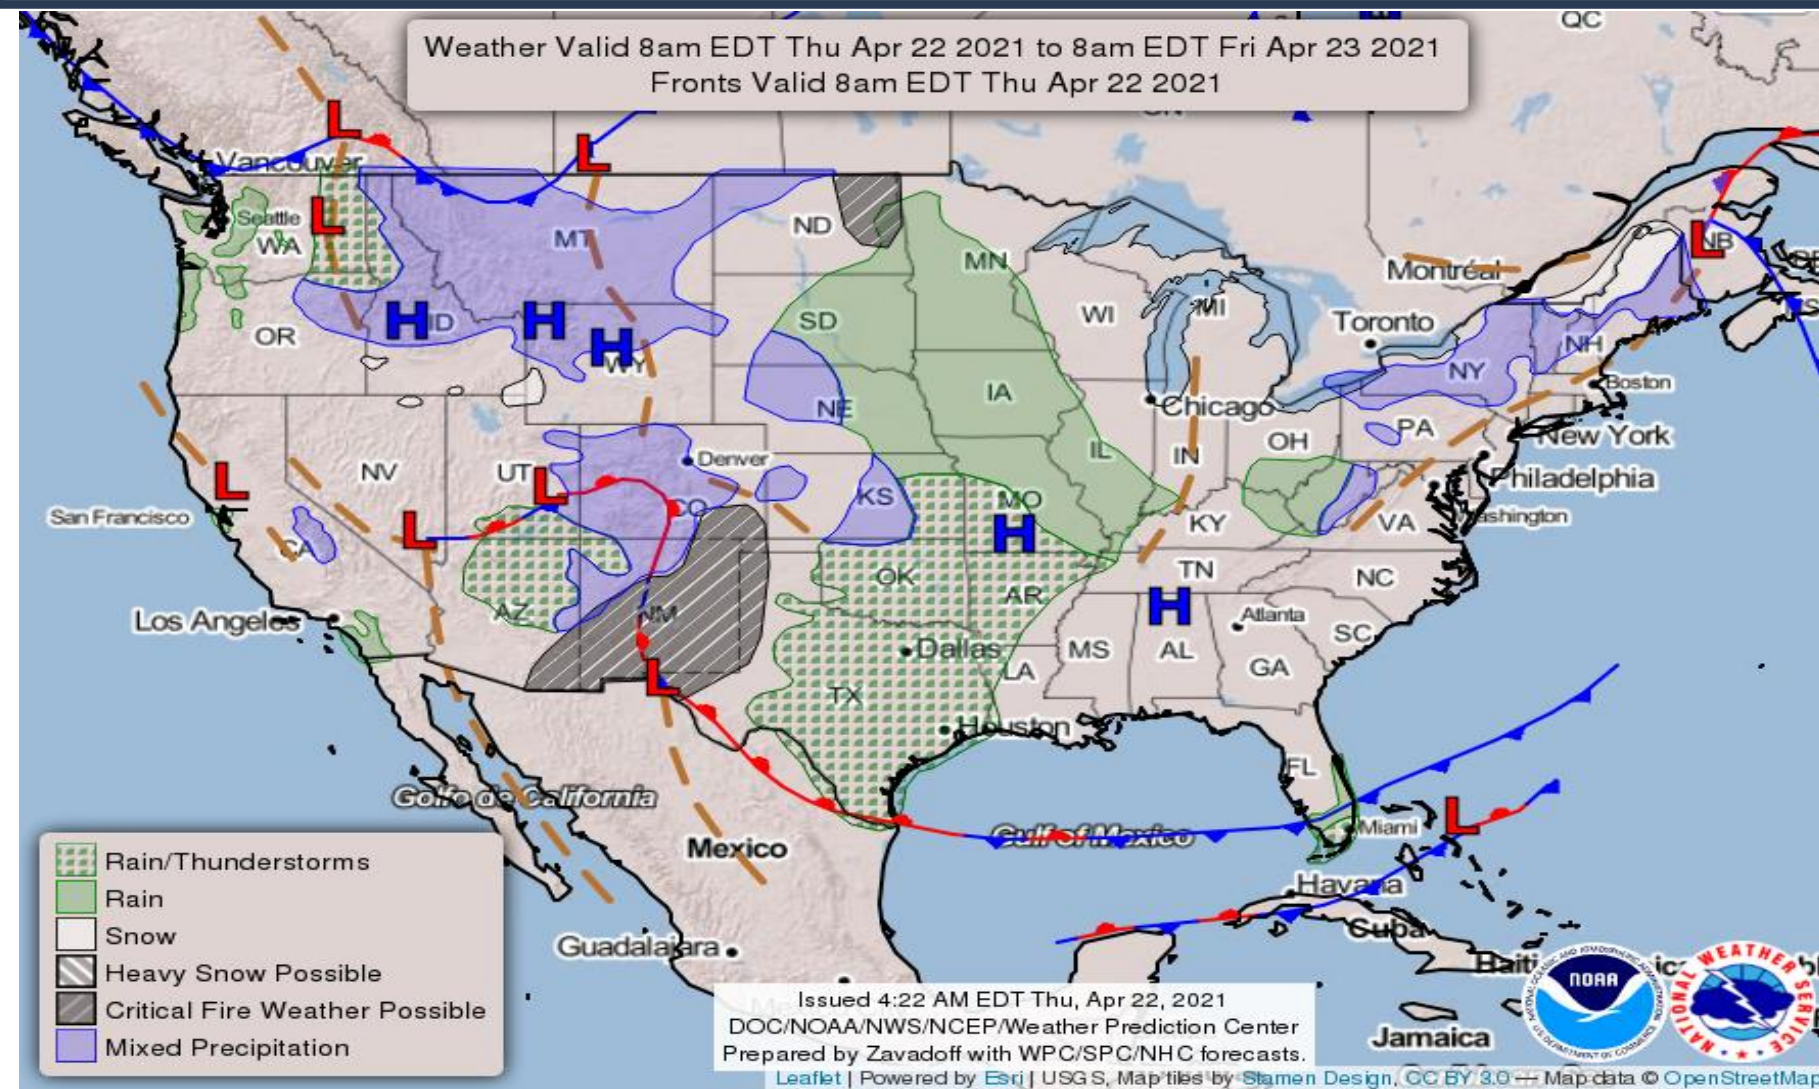 Weather Valid 8am EDT Thu Apr 22 2021 to 8am EDT Fri Apr 23 2021
Fronts Valid 8am EDT Thu Apr 22 2021
QC
Vancouver
L
L
L
Seattle
WA
MT
ND
MN
Montréal
L
NB
OR
H
ID
H
H
WY
SD
WI
MI
Toronto
NH
NY
Boston
NE
IA
Chicago
PA
New York
OH
IL
IN
Philadelphia
L
NV
UT
L
Denver
CO
KS
MO
H
KY
VA
San Francisco
CA
L
OK
AR
TN
NC
Los Angeles
AZ
NM
H
Atlanta
SC
L
Dallas
LA
MS
AL
GA
TX
Houston
FL
Golfo de California
Gulf of Mexico
L
Miami
Mexico
Havana
Cuba
Guadalajara
Haiti
Jamaica
Rain/Thunderstorms
Rain
Snow
Heavy Snow Possible
Critical Fire Weather Possible
Mixed Precipitation
Issued 4:22 AM EDT Thu, Apr 22, 2021
DOC/NOAA/NWS/NCEP/Weather Prediction Center
Prepared by Zavadoff with WPC/SPC/NHC forecasts.
NOAA
NATIONAL WEATHER SERVICE
Leaflet | Powered by Esri | USGS, Map tiles by Stamen Design, CC BY 3.0 — Map data © OpenStreetMap